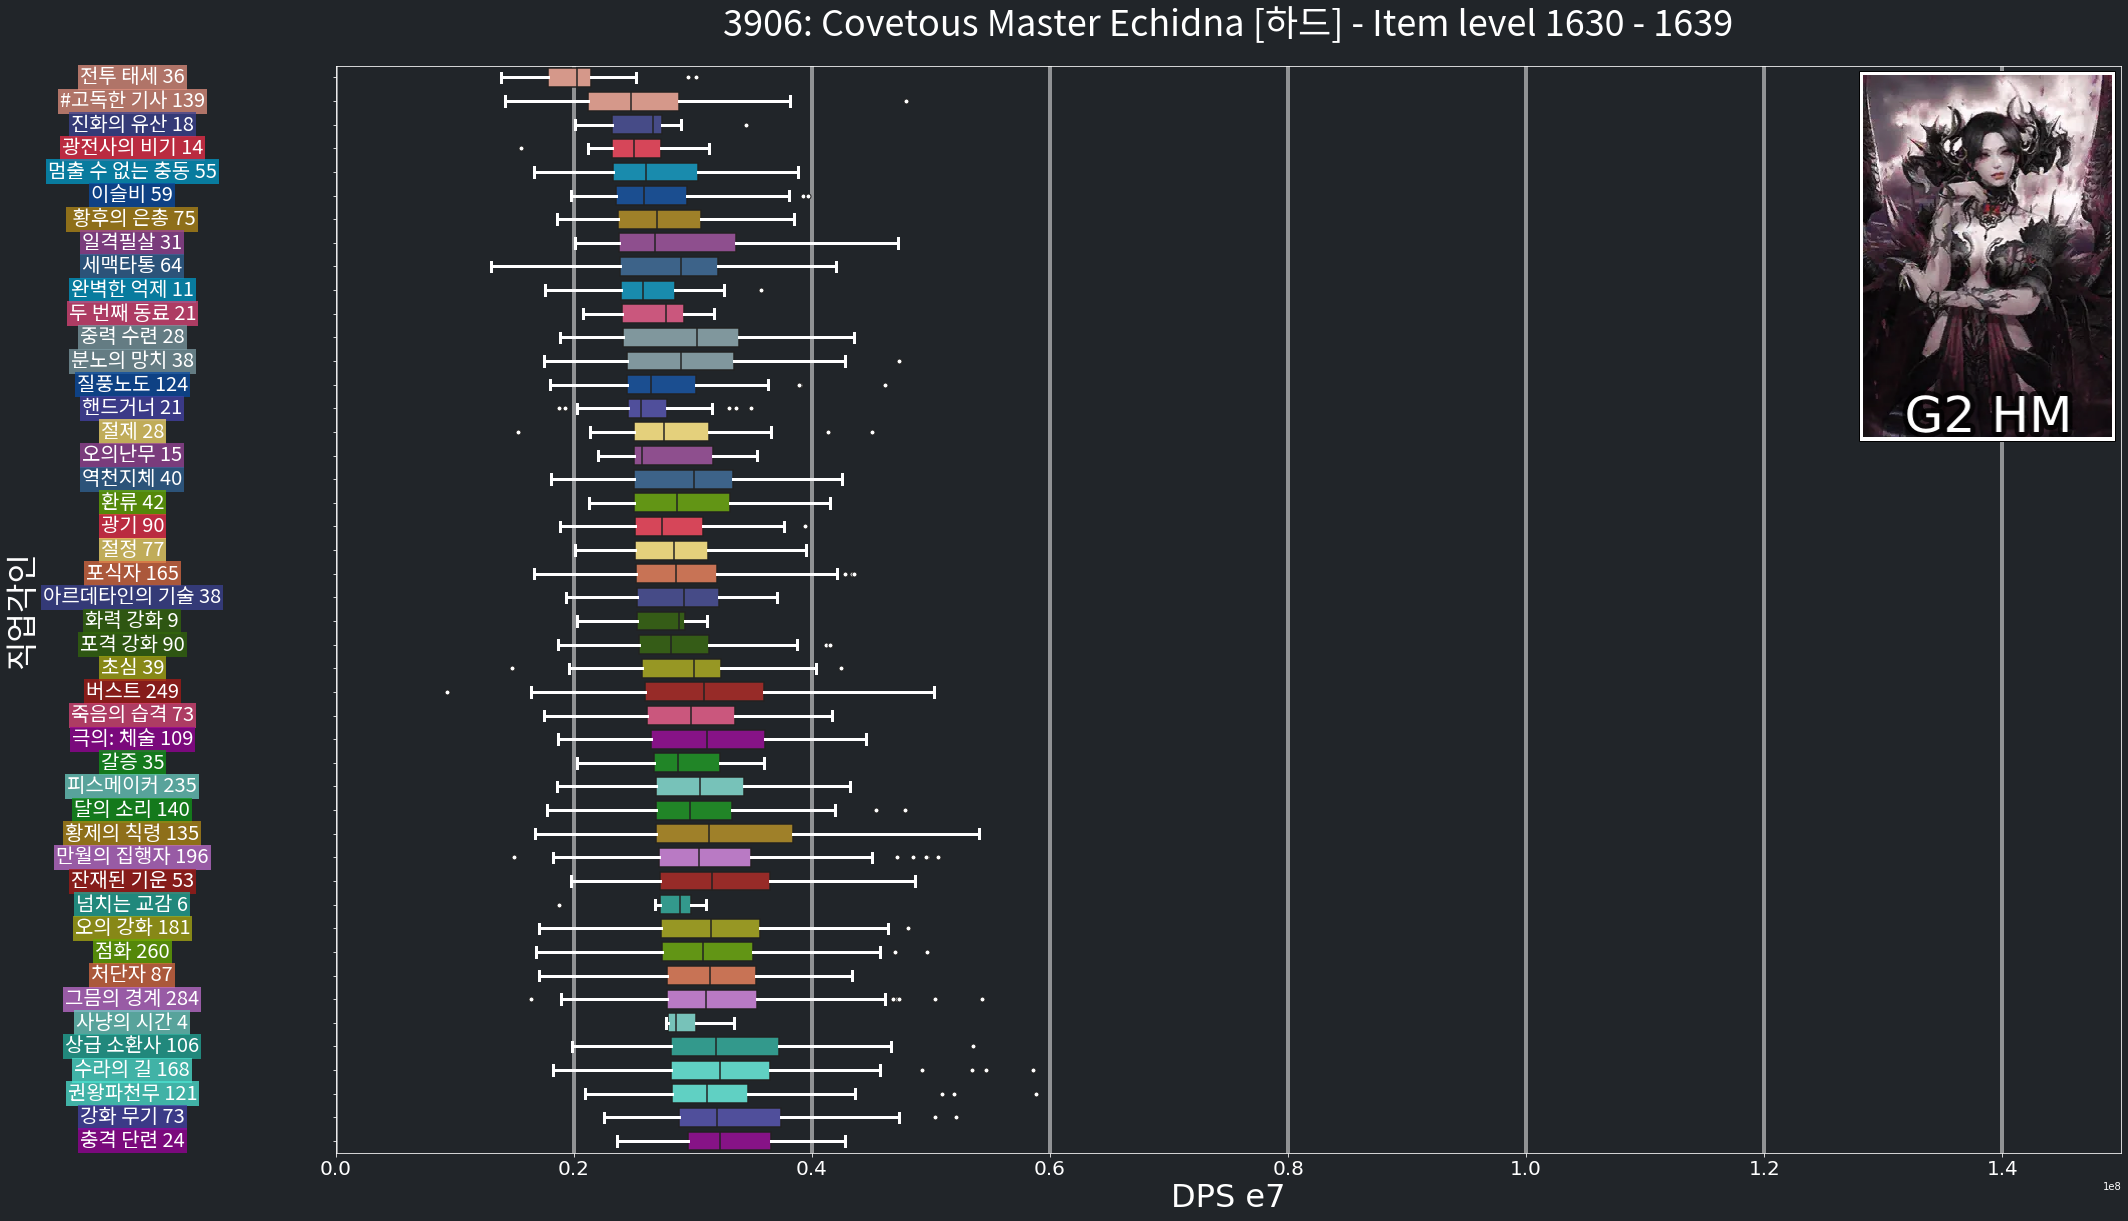 3906: Covetous Master Echidna [하드] - Item level 1630 - 1639
전투 태세 36
#고독한 기사 139
진화의 유산 18
광전사의 비기 14
멈출 수 없는 충동 55
이슬비 59
황후의 은총 75
일격필살 31
세맥타통 64
완벽한 억제 11
두 번째 동료 21
중력 수련 28
분노의 망치 38
질풍노도 124
핸드거너 21
절제 28
오의난무 15
역천지체 40
환류 42
광기 90
절정 77
포식자 165
아르데타인의 기술 38
화력 강화 9
포격 강화 90
초심 39
버스트 249
죽음의 습격 73
극의: 체술 109
갈증 35
피스메이커 235
달의 소리 140
황제의 칙령 135
만월의 집행자 196
잔재된 기운 53
넘치는 교감 6
오의 강화 181
점화 260
처단자 87
그믐의 경계 284
사냥의 시간 4
상급 소환사 106
수라의 길 168
권왕파천무 121
강화 무기 73
충격 단련 24
직업각인
G2 HM
0.0 0.2 0.4 0.6 0.8 1.0 1.2 1.4
1e8
DPS e7